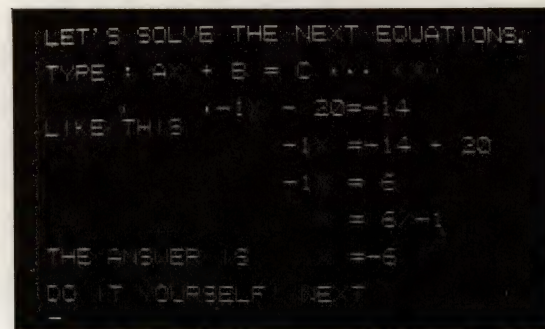 LET'S SOLVE THE NEXT EQUATIONS.
TYPE : AX + B = C ... (X)
-1X - 20=-14
LIKE THIS
-1X =-14 + 20
-1X = 6
X = 6/-1
THE ANSWER IS X =-6
DO IT YOURSELF NEXT